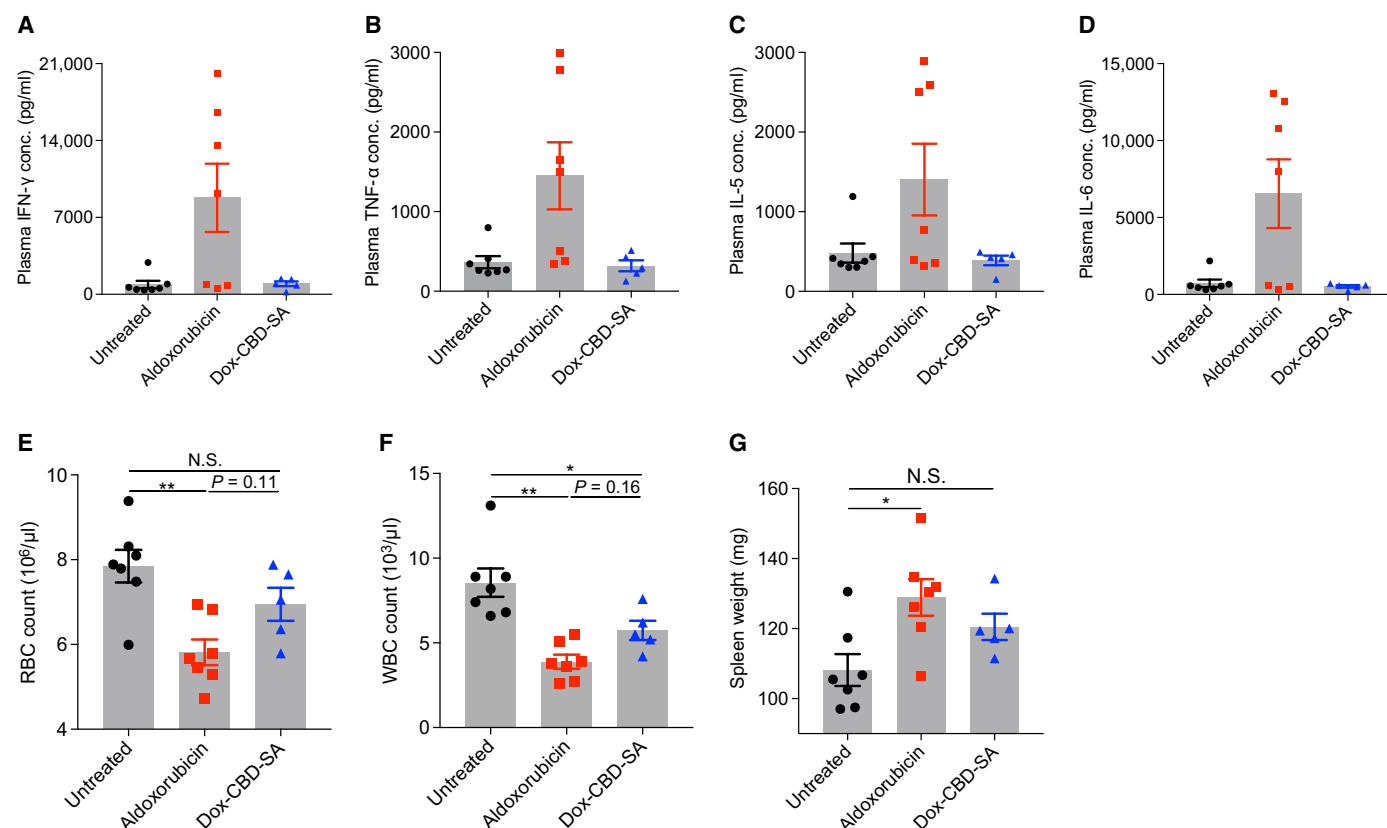 A
Plasma IFN-γ conc. (pg/ml)
21,000
14,000
7000
0
Untreated
Aldoxorubicin
Dox-CBD-SA
B
Plasma TNF-α conc. (pg/ml)
3000
2000
1000
0
Untreated
Aldoxorubicin
Dox-CBD-SA
C
Plasma IL-5 conc. (pg/ml)
3000
2000
1000
0
Untreated
Aldoxorubicin
Dox-CBD-SA
D
Plasma IL-6 conc. (pg/ml)
15,000
10,000
5000
0
Untreated
Aldoxorubicin
Dox-CBD-SA
E
RBC count (10⁶/µl)
10
8
6
4
N.S.
**
P = 0.11
Untreated
Aldoxorubicin
Dox-CBD-SA
F
WBC count (10³/µl)
15
10
5
0
*
**
P = 0.16
Untreated
Aldoxorubicin
Dox-CBD-SA
G
Spleen weight (mg)
160
140
120
100
N.S.
*
Untreated
Aldoxorubicin
Dox-CBD-SA